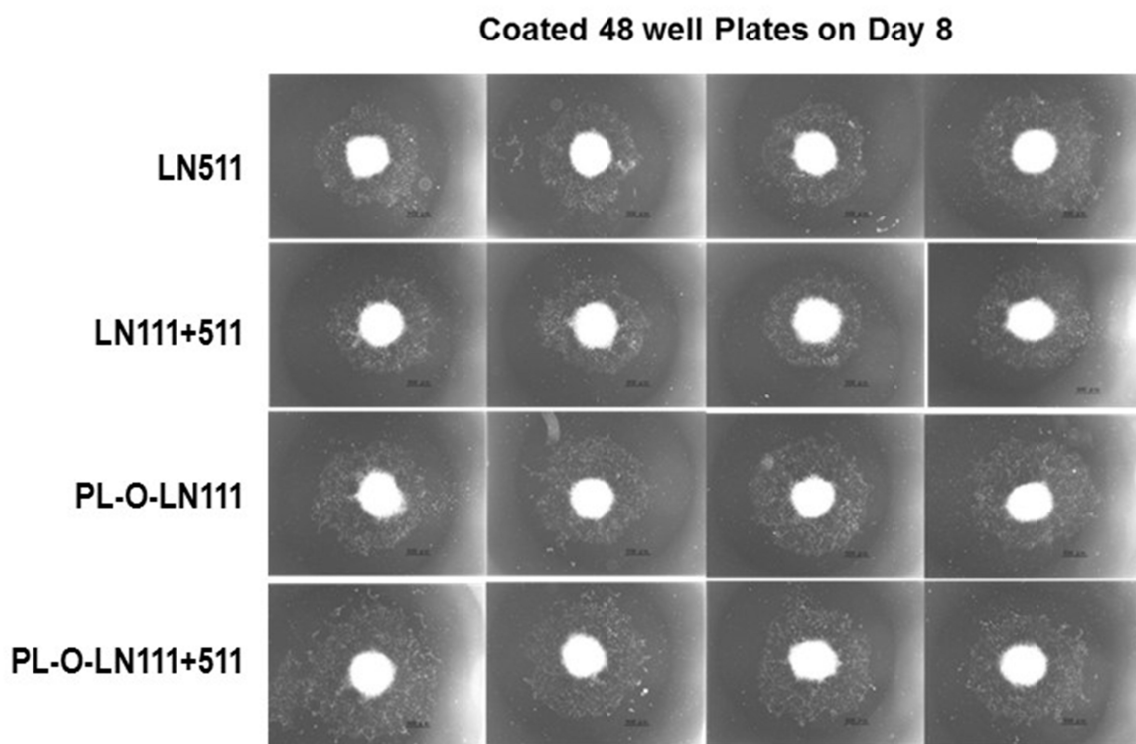 Coated 48 well Plates on Day 8
LN511
LN111+511
PL-O-LN111
PL-O-LN111+511